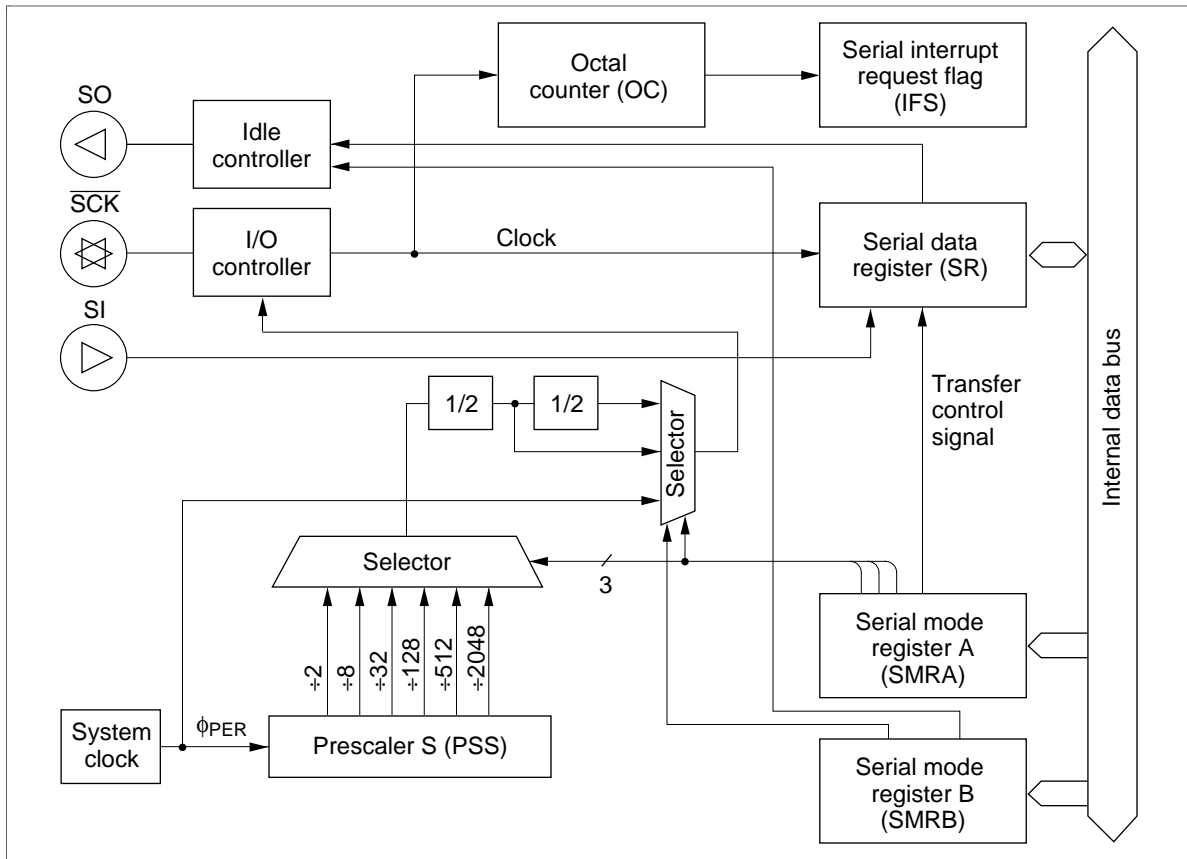 Octal
counter (OC)
Serial interrupt
request flag
(IFS)
SO
Idle
controller
SCK
I/O
controller
Clock
Serial data
register (SR)
SI
Transfer
control
signal
1/2
1/2
Selector
Internal data bus
Selector
3
÷2
÷8
÷32
÷128
÷512
÷2048
Serial mode
register A
(SMRA)
System
clock
ϕPER
Prescaler S (PSS)
Serial mode
register B
(SMRB)